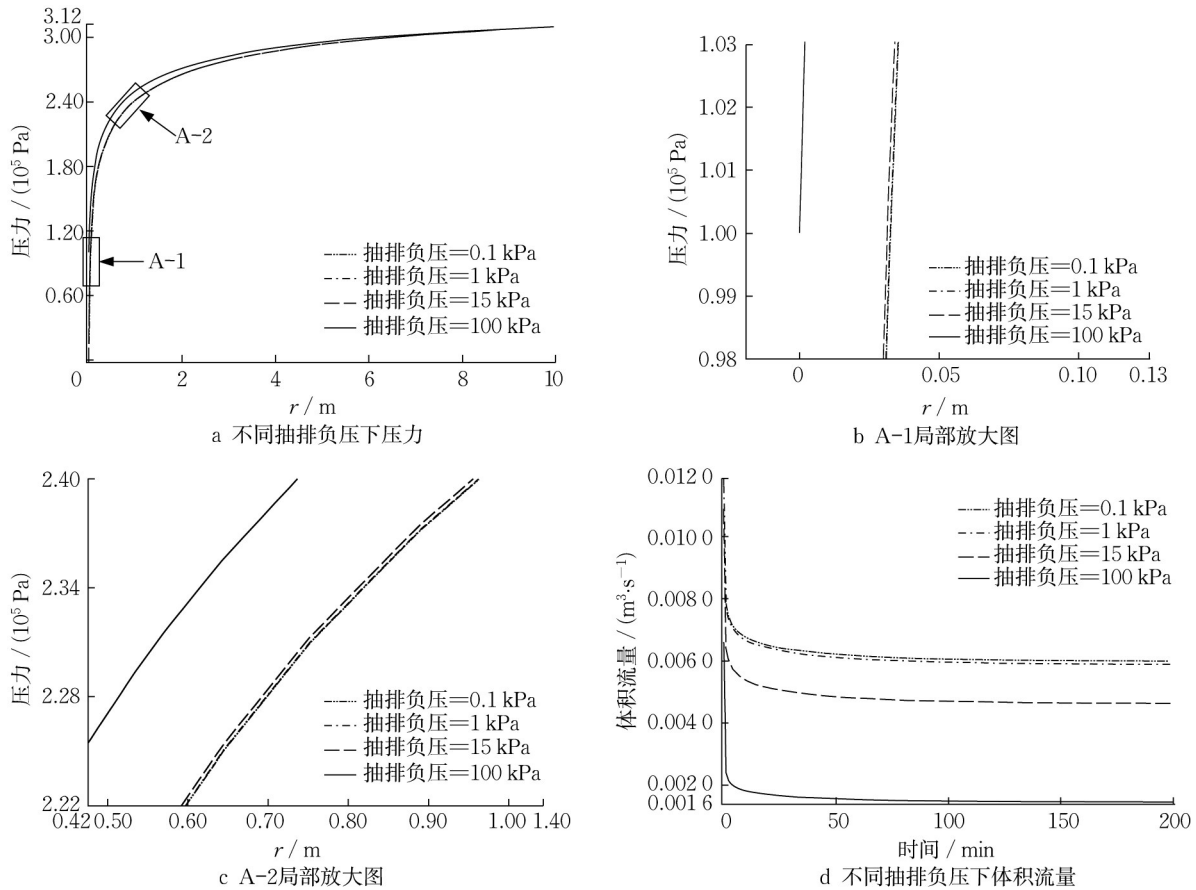 3.12
3.00
2.40
1.80
1.20
0.60
压力 / (10⁵ Pa)
A-2
A-1
抽排负压=0.1 kPa
抽排负压=1 kPa
抽排负压=15 kPa
抽排负压=100 kPa
0 2 4 6 8 10
r / m
a 不同抽排负压下压力
1.03
1.02
1.01
1.00
0.99
0.98
压力 / (10⁵ Pa)
抽排负压=0.1 kPa
抽排负压=1 kPa
抽排负压=15 kPa
抽排负压=100 kPa
0 0.05 0.10 0.13
r / m
b A-1局部放大图
2.40
2.34
2.28
2.22
压力 / (10⁵ Pa)
抽排负压=0.1 kPa
抽排负压=1 kPa
抽排负压=15 kPa
抽排负压=100 kPa
0.42 0.50 0.60 0.70 0.80 0.90 1.00 1.40
r / m
c A-2局部放大图
0.012 0
0.010 0
0.008 0
0.006 0
0.004 0
0.002 0
0.001 6
体积流量 / (m³·s⁻¹)
抽排负压=0.1 kPa
抽排负压=1 kPa
抽排负压=15 kPa
抽排负压=100 kPa
0 50 100 150 200
时间 / min
d 不同抽排负压下体积流量